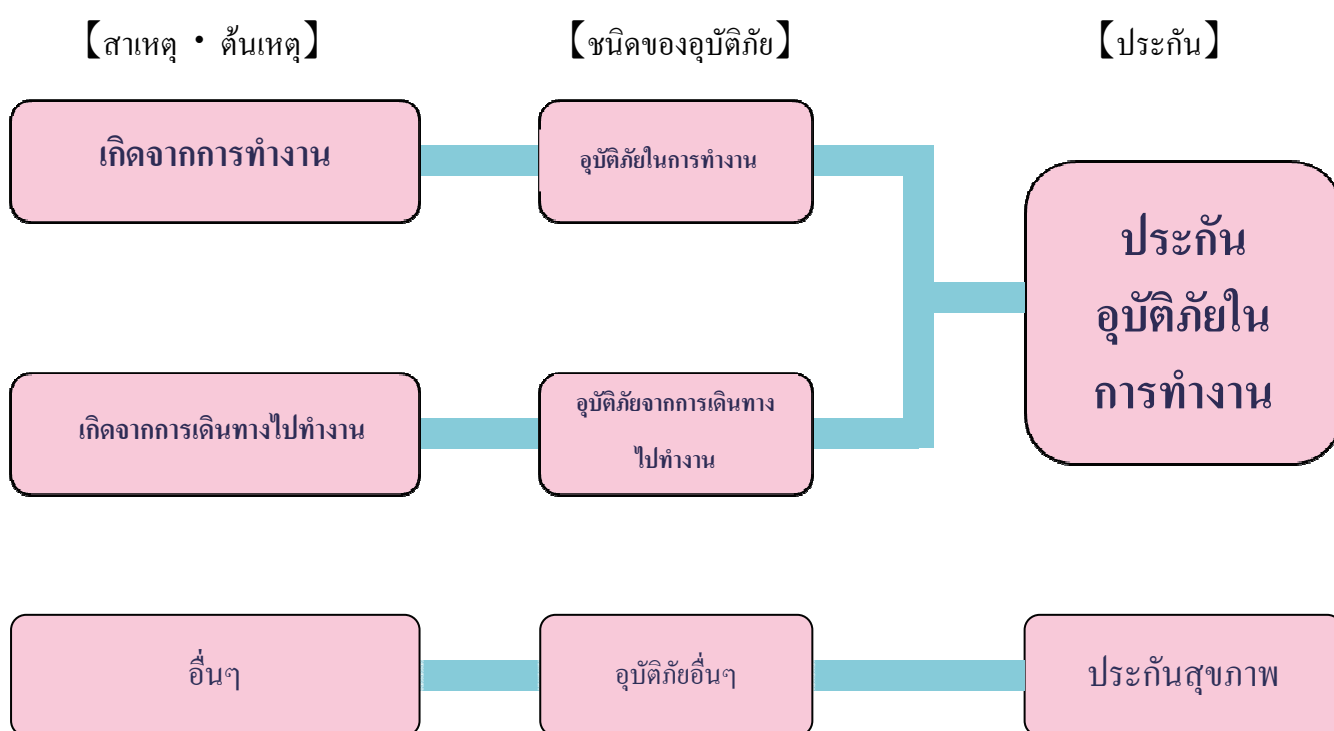 【สาเหตุ・ต้นเหตุ】
【ชนิดของอุบัติภัย】
【ประกัน】
เกิดจากการทำงาน
อุบัติภัยในการทำงาน
ประกัน
อุบัติภัยใน
การทำงาน
เกิดจากการเดินทางไปทำงาน
อุบัติภัยจากการเดินทาง
ไปทำงาน
อื่นๆ
อุบัติภัยอื่นๆ
ประกันสุขภาพ